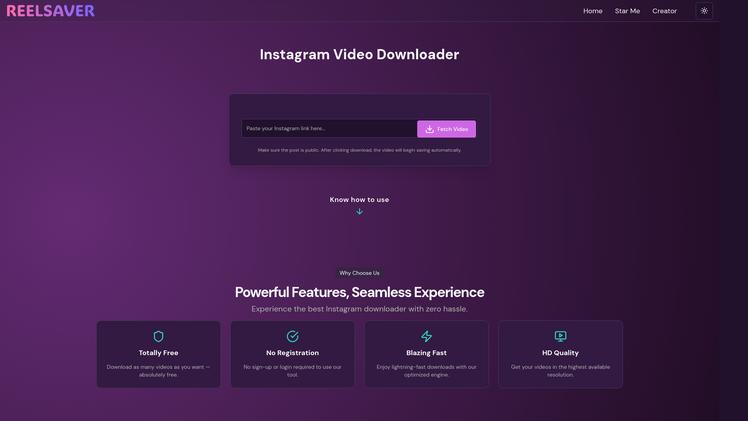 REELSAVER
Home
Star Me
Creator
Instagram Video Downloader
Paste your Instagram link here...
Fetch Video
Make sure the post is public. After clicking download, the video will begin saving automatically.
Know how to use
Why Choose Us
Powerful Features, Seamless Experience
Experience the best Instagram downloader with zero hassle.
Totally Free
Download as many videos as you want —
absolutely free.
No Registration
No sign-up or login required to use our
tool.
Blazing Fast
Enjoy lightning-fast downloads with our
optimized engine.
HD Quality
Get your videos in the highest available
resolution.